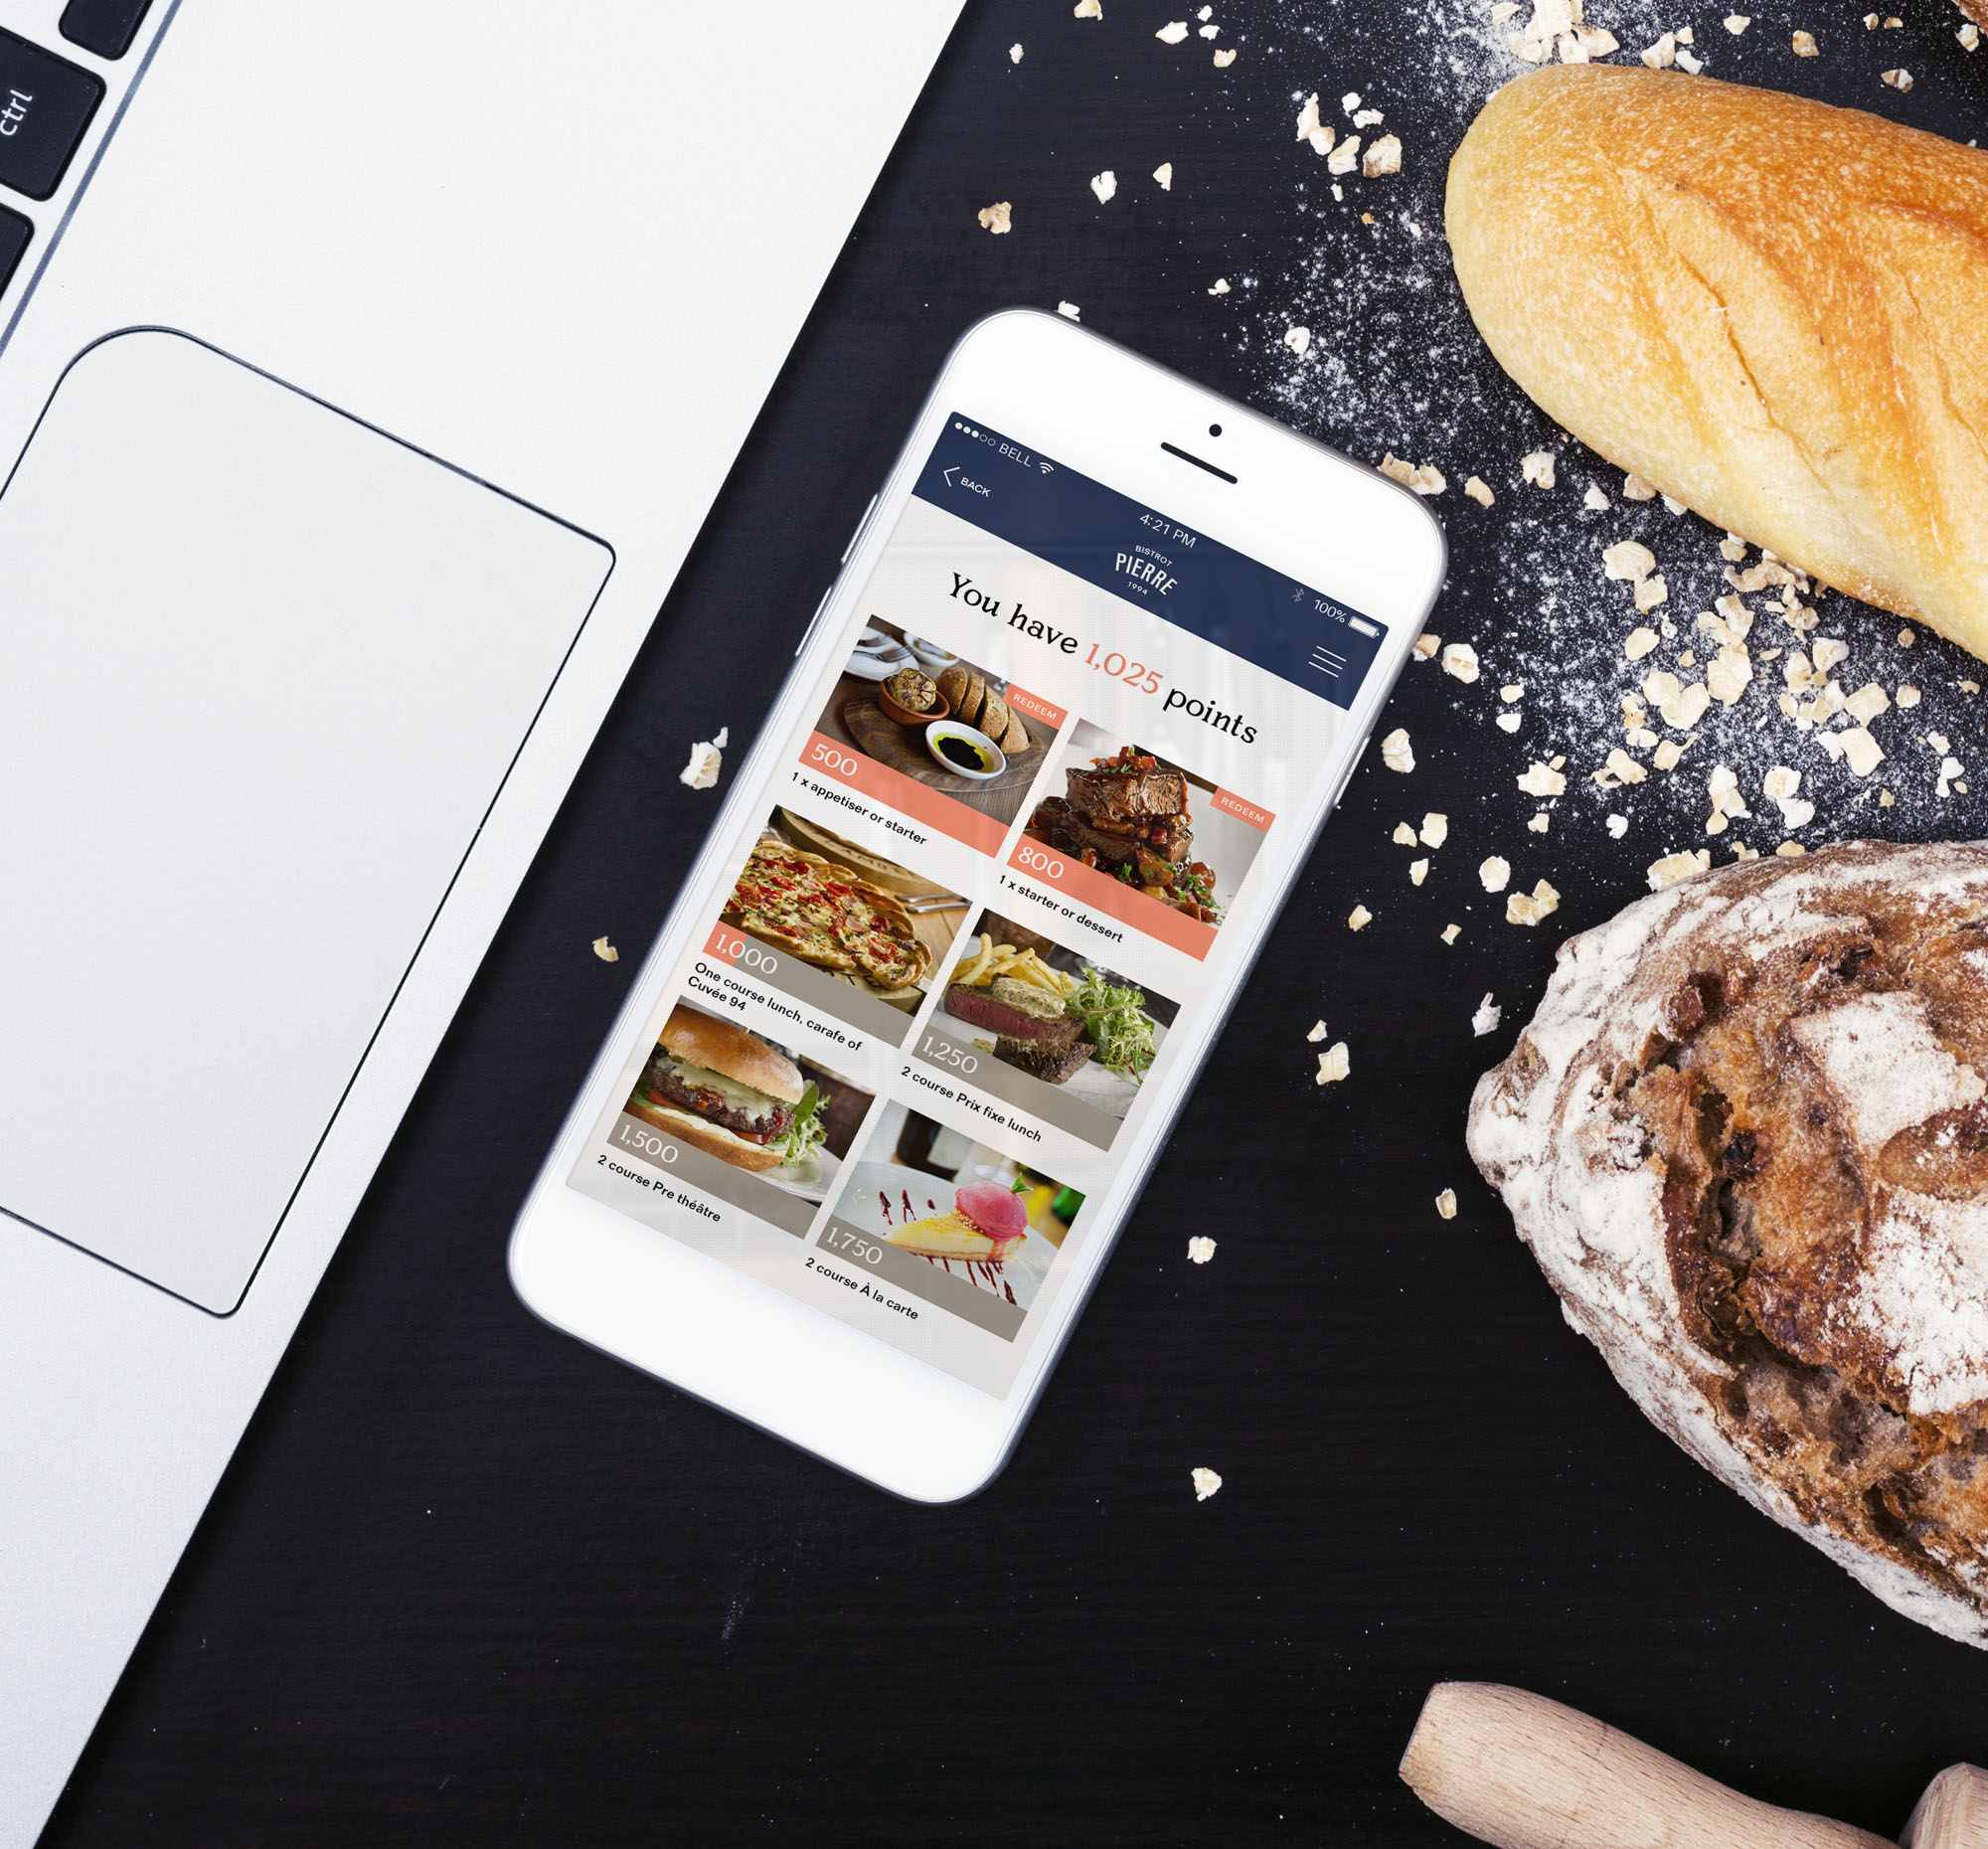 ctrl
BELL
4:21 PM
100%
BACK
BISTROT
PIERRE
1994
You have 1,025 points
REDEEM
500
1 x appetiser or starter
REDEEM
800
1 x starter or dessert
1,000
One course lunch, carafe of
Cuvée 94
1,250
2 course Prix fixe lunch
1,500
2 course Pre théâtre
1,750
2 course À la carte